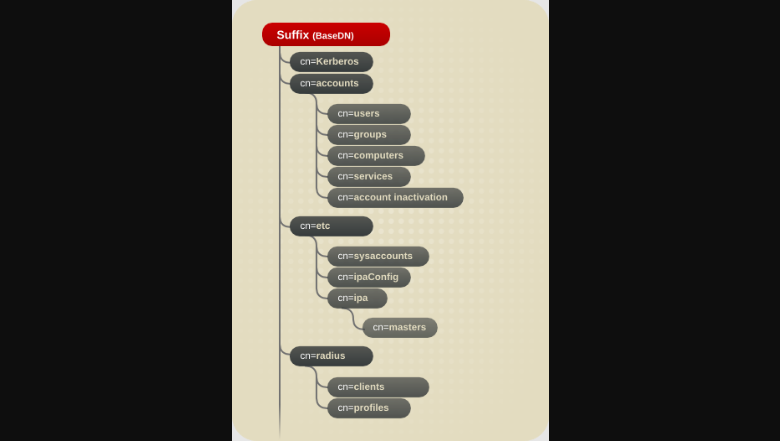 Suffix (BaseDN)
cn=Kerberos
cn=accounts
cn=users
cn=groups
cn=computers
cn=services
cn=account inactivation
cn=etc
cn=sysaccounts
cn=ipaConfig
cn=ipa
cn=masters
cn=radius
cn=clients
cn=profiles